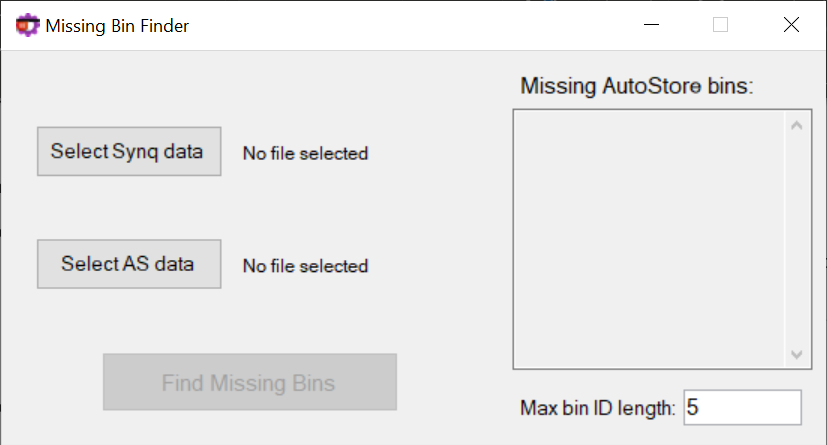 Missing Bin Finder
Missing AutoStore bins:
Select Synq data
No file selected
Select AS data
No file selected
Find Missing Bins
Max bin ID length:
5